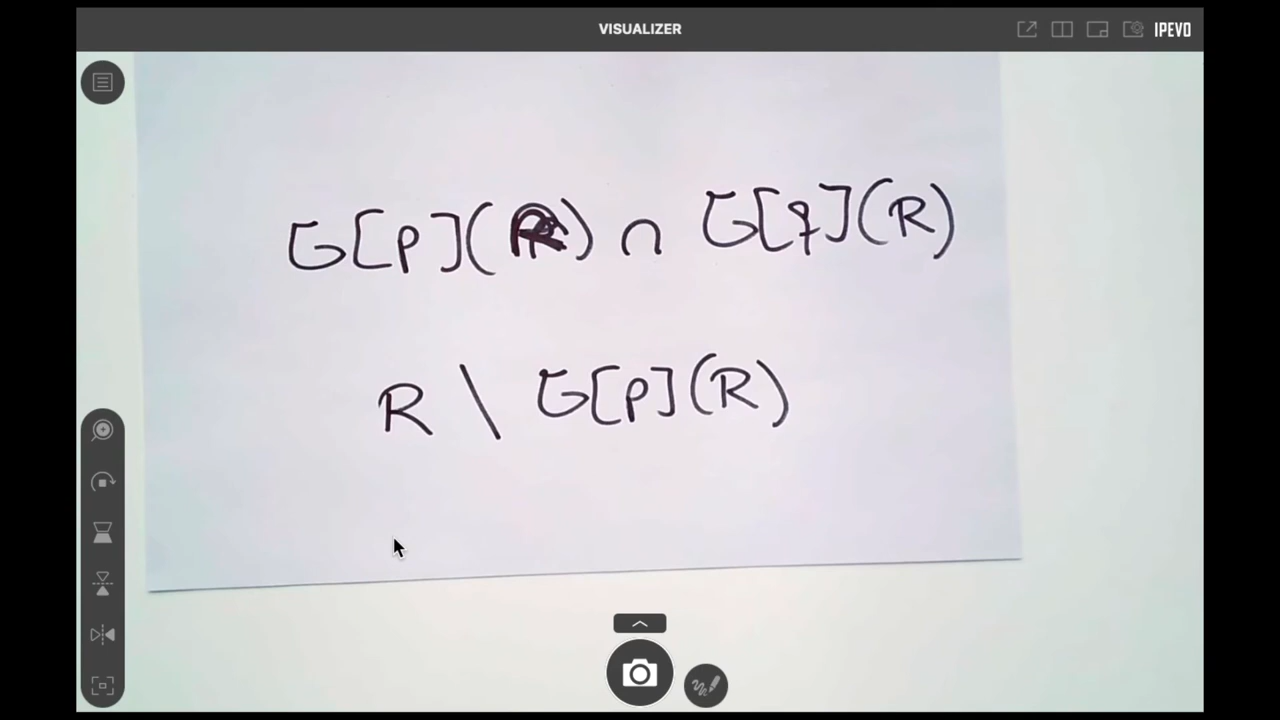 VISUALIZER
IPEVO
G[p](R) ∩ G[q](R)
R \ G[p](R)